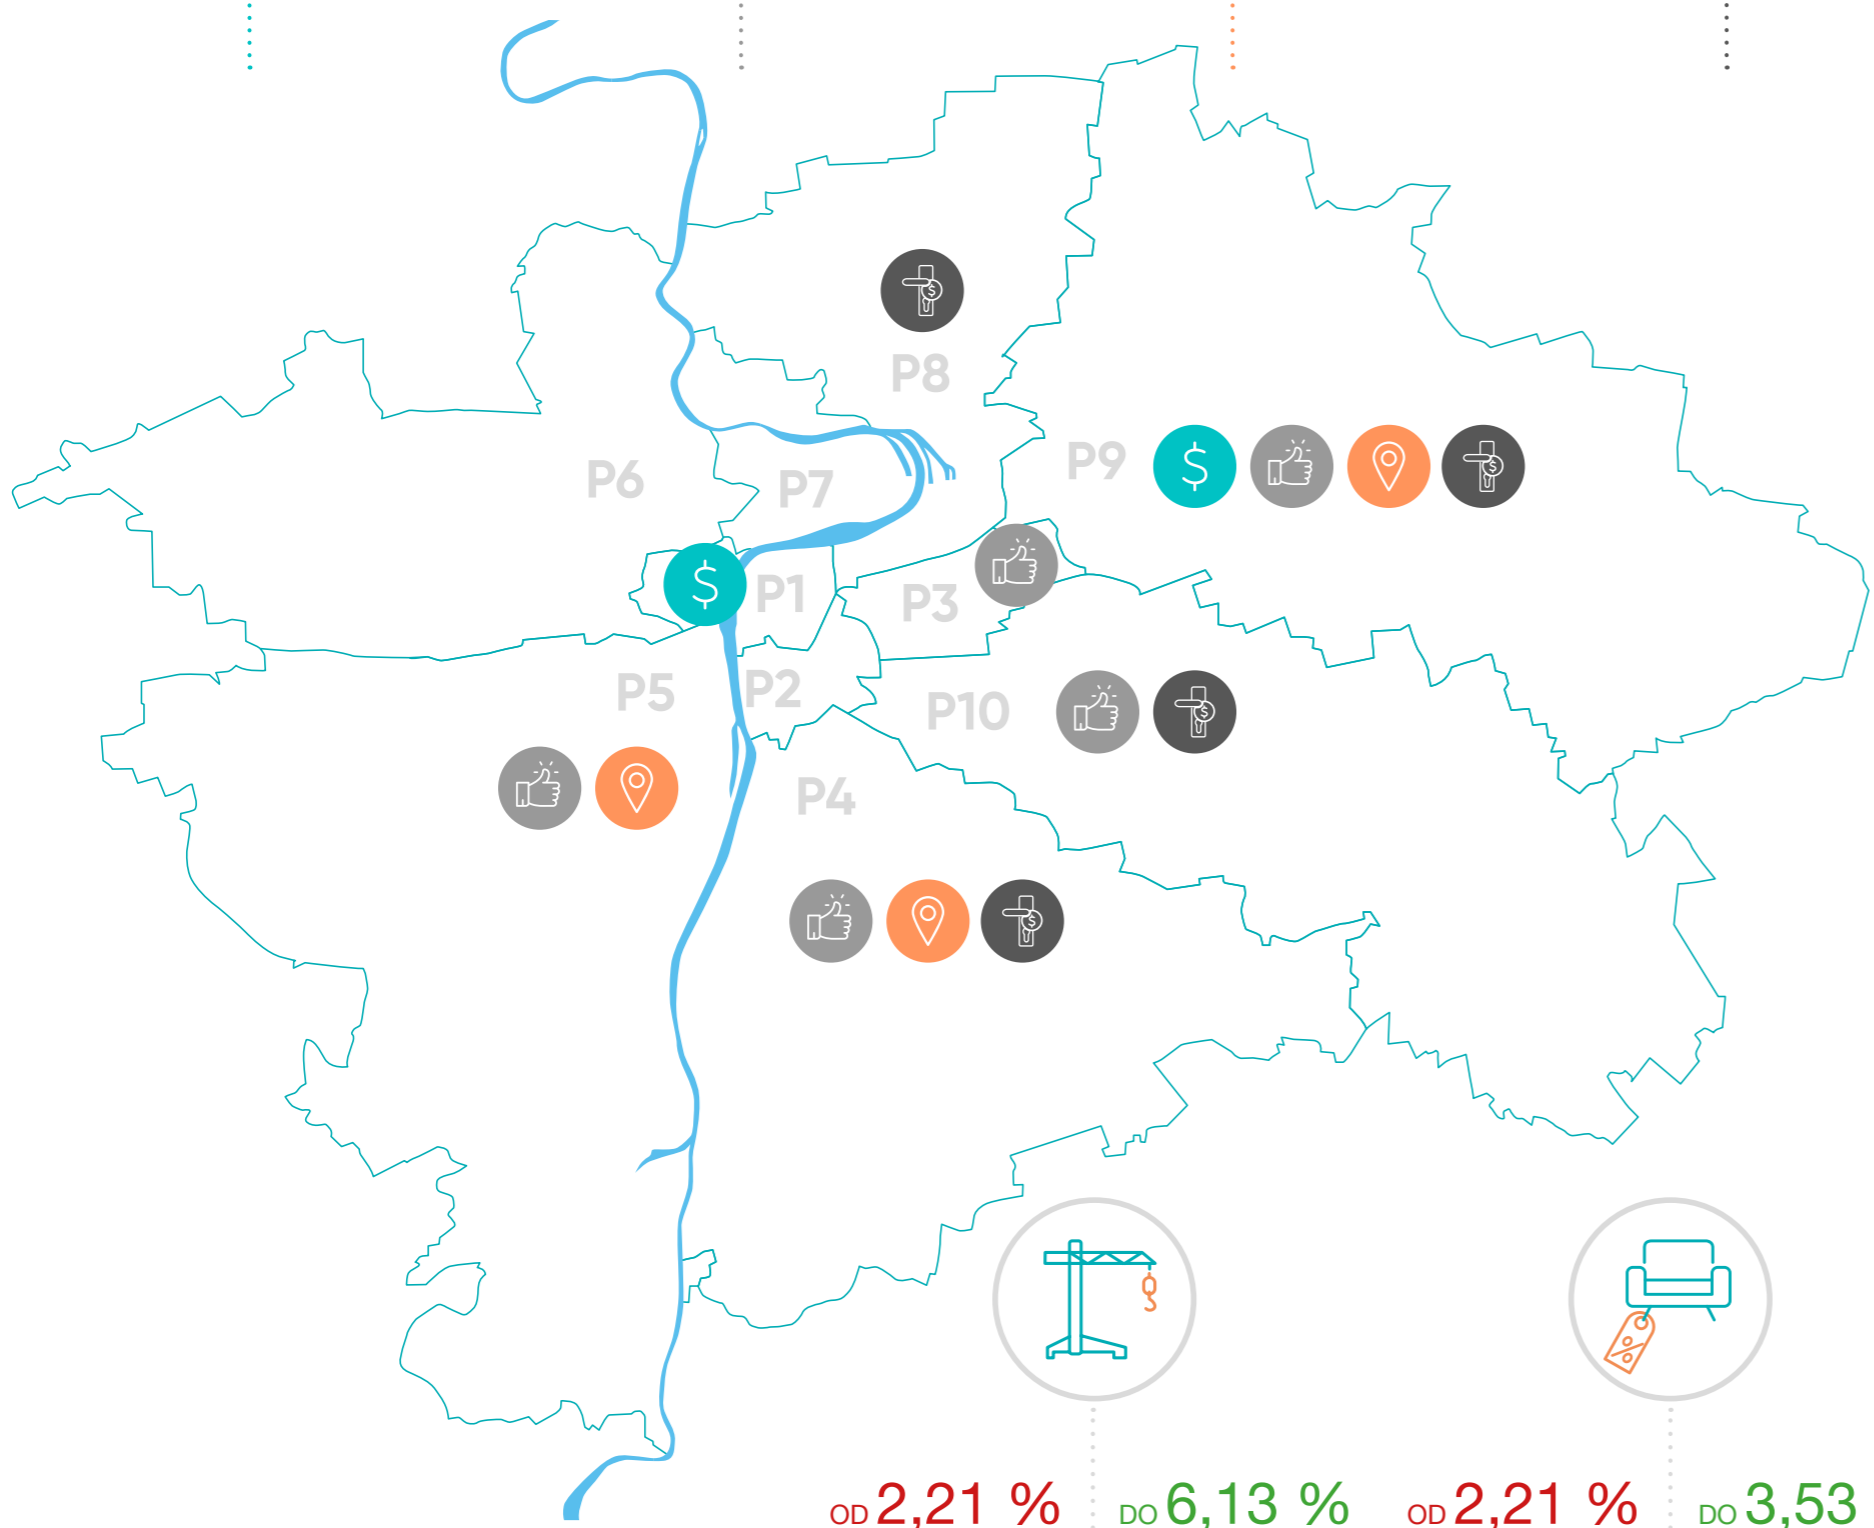 P8
P9
P6
P7
P1
P3
P5
P2
P10
P4
OD 2,21 %
DO 6,13 %
OD 2,21 %
DO 3,53